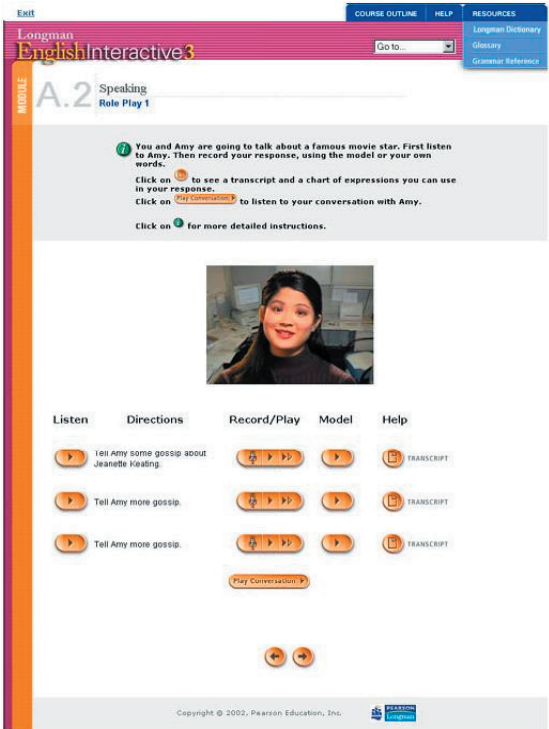 Exit
COURSE OUTLINE HELP RESOURCES
Longman Dictionary
Glossary
Grammar Reference
Longman
EnglishInteractive3
Go to...
MODULE
A.2
Speaking
Role Play 1
You and Amy are going to talk about a famous movie star. First listen
to Amy. Then record your response, using the model or your own
words.
Click on to see a transcript and a chart of expressions you can use
in your response.
Click on Play Conversation to listen to your conversation with Amy.
Click on i for more detailed instructions.
Listen Directions Record/Play Model Help
Tell Amy some gossip about
Jeanette Keating.
TRANSCRIPT
Tell Amy more gossip.
TRANSCRIPT
Tell Amy more gossip.
TRANSCRIPT
Play Conversation
Copyright © 2002, Pearson Education, Inc.
PEARSON
Longman